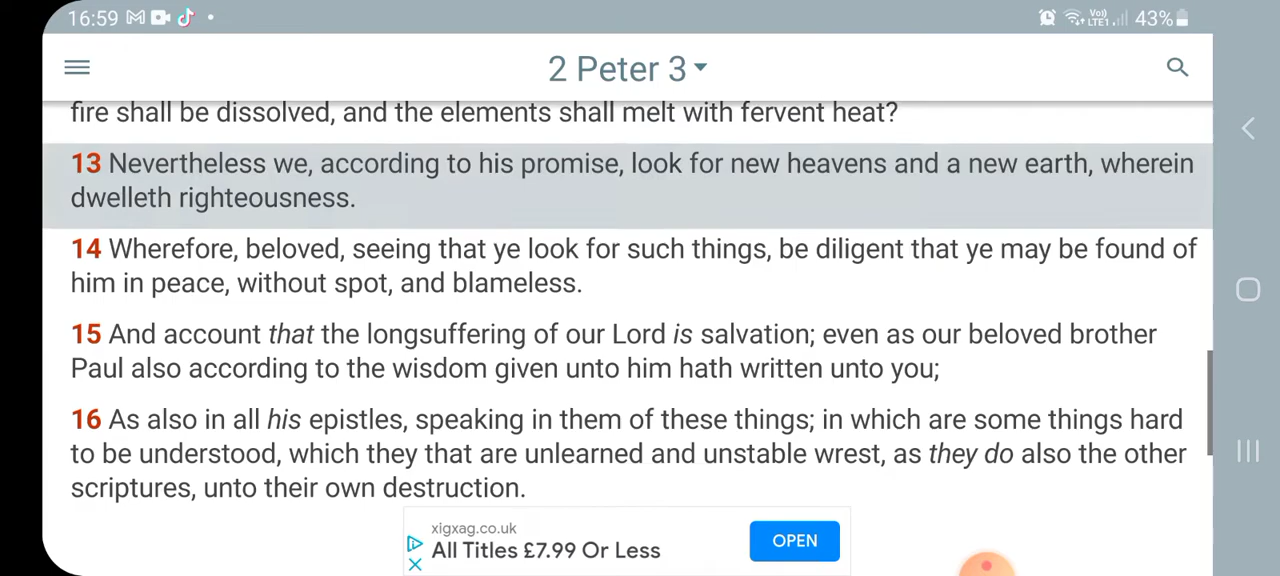 16:59 43%
VoLTE1
2 Peter 3
fire shall be dissolved, and the elements shall melt with fervent heat?
13 Nevertheless we, according to his promise, look for new heavens and a new earth, wherein
dwelleth righteousness.
14 Wherefore, beloved, seeing that ye look for such things, be diligent that ye may be found of
him in peace, without spot, and blameless.
15 And account that the longsuffering of our Lord is salvation; even as our beloved brother
Paul also according to the wisdom given unto him hath written unto you;
16 As also in all his epistles, speaking in them of these things; in which are some things hard
to be understood, which they that are unlearned and unstable wrest, as they do also the other
scriptures, unto their own destruction.
xigxag.co.uk
All Titles £7.99 Or Less
OPEN